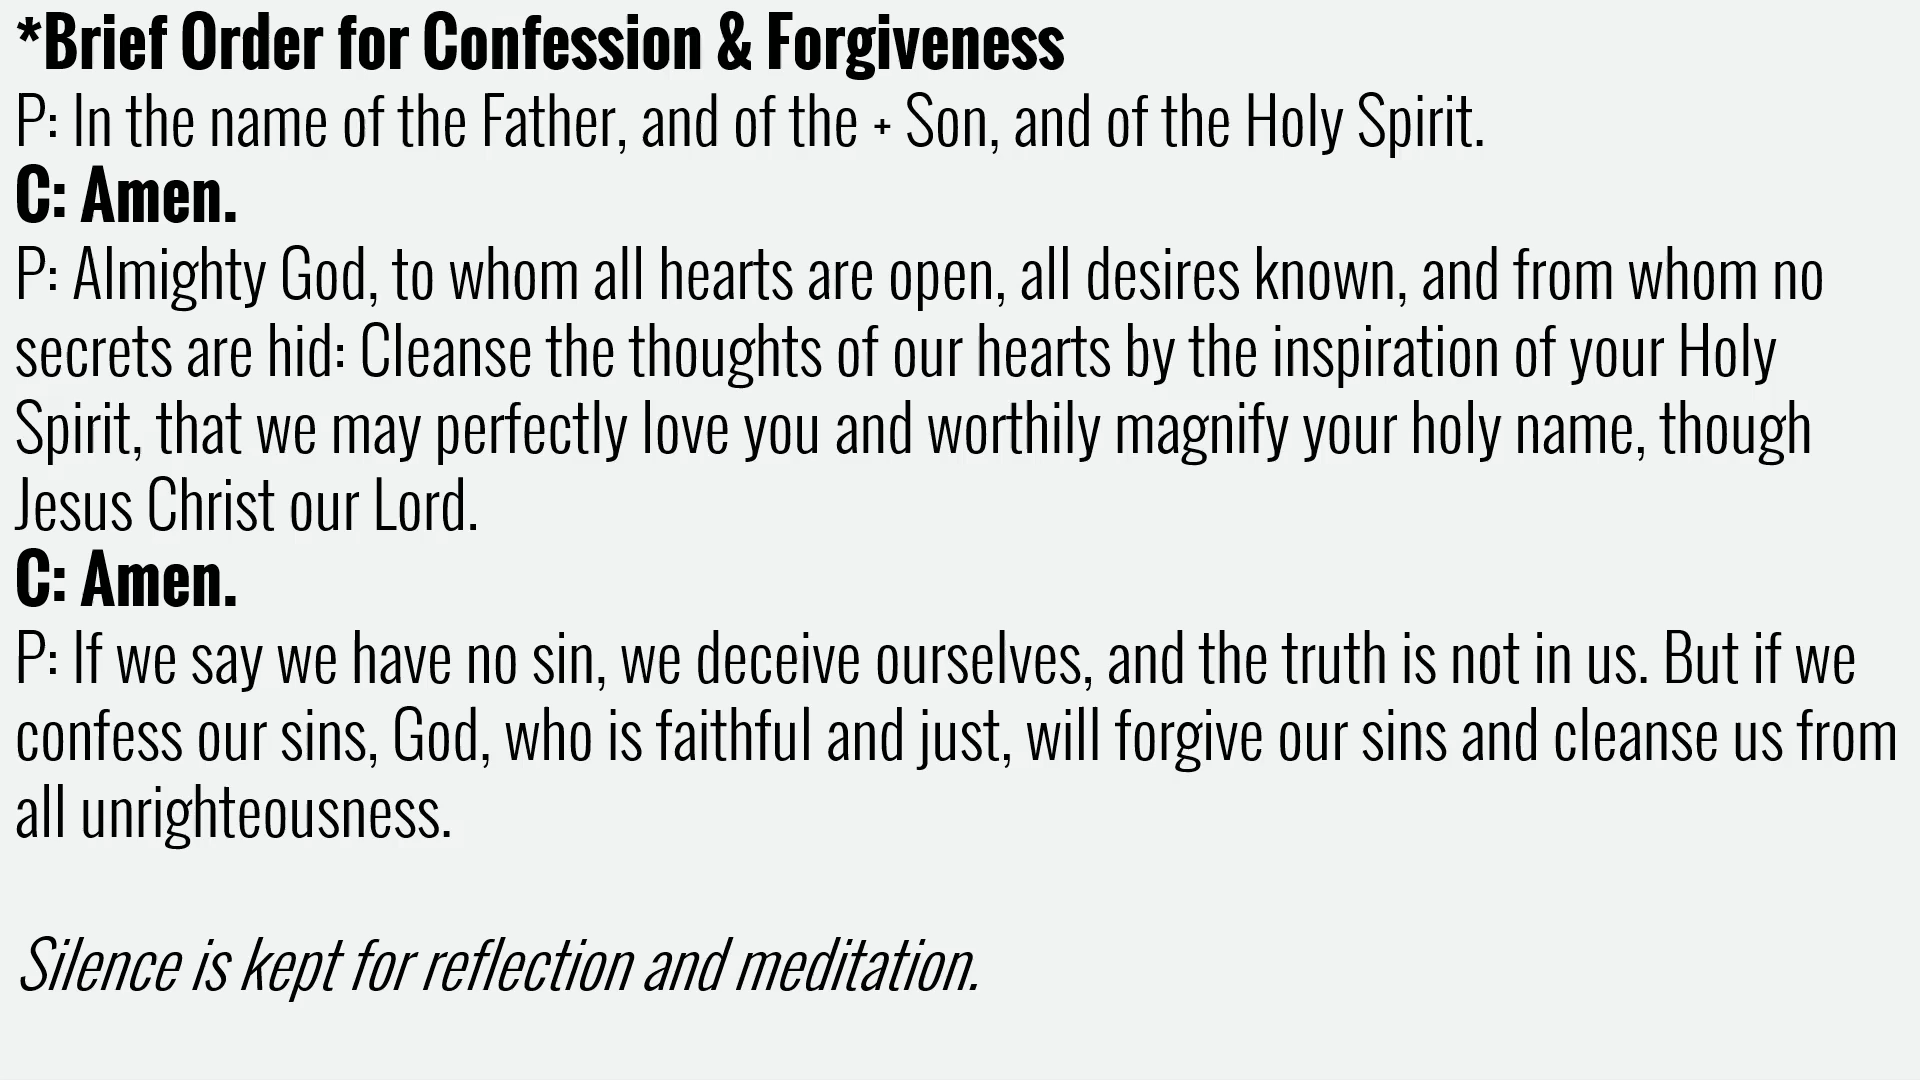 *Brief Order for Confession & Forgiveness
P: In the name of the Father, and of the + Son, and of the Holy Spirit.
C: Amen.
P: Almighty God, to whom all hearts are open, all desires known, and from whom no
secrets are hid: Cleanse the thoughts of our hearts by the inspiration of your Holy
Spirit, that we may perfectly love you and worthily magnify your holy name, though
Jesus Christ our Lord.
C: Amen.
P: If we say we have no sin, we deceive ourselves, and the truth is not in us. But if we
confess our sins, God, who is faithful and just, will forgive our sins and cleanse us from
all unrighteousness.
Silence is kept for reflection and meditation.